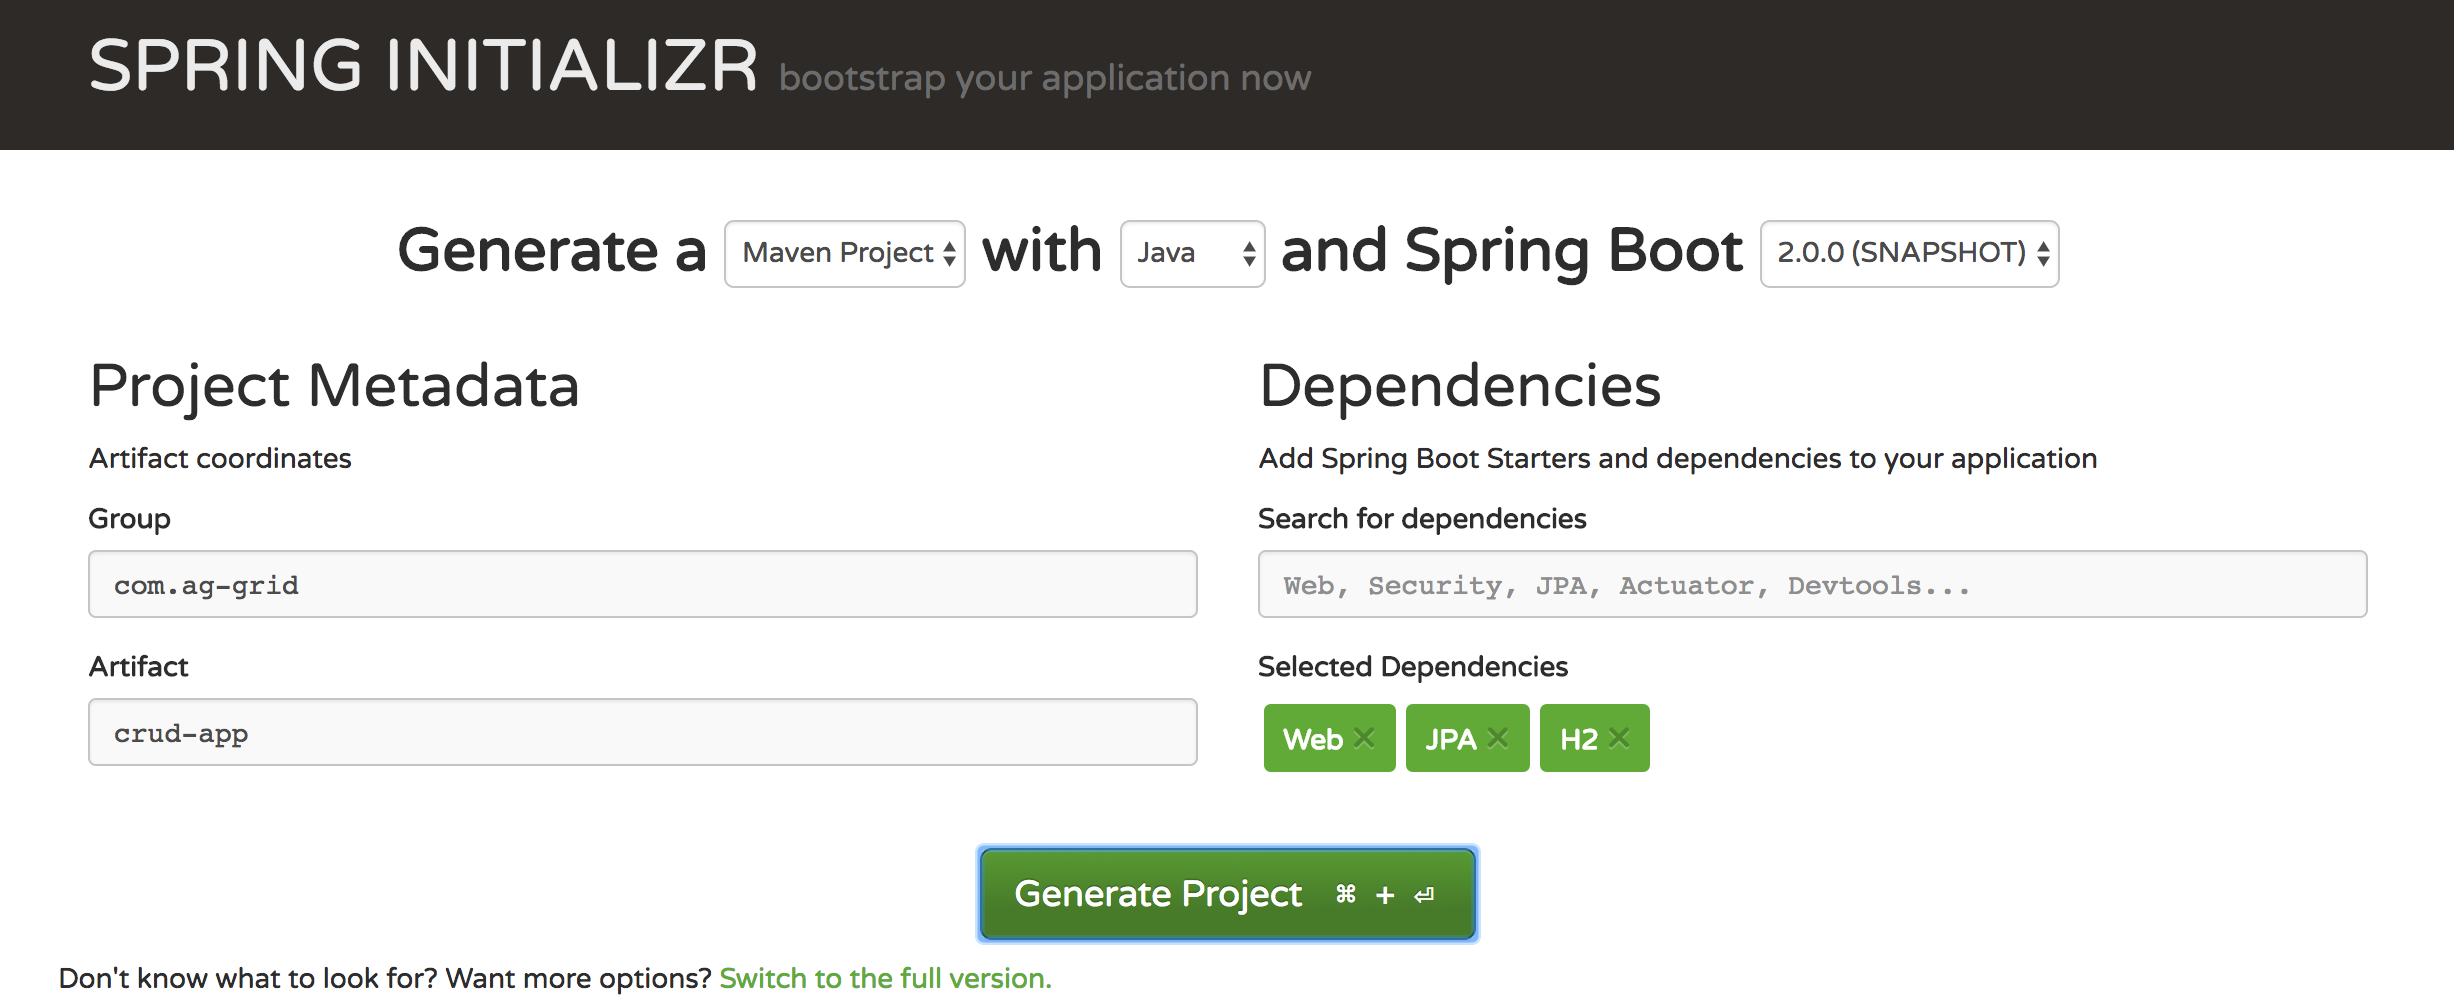 SPRING INITIALIZR bootstrap your application now
Generate a Maven Project with Java and Spring Boot 2.0.0 (SNAPSHOT)
Project Metadata
Artifact coordinates
Group
com.ag-grid
Artifact
crud-app
Dependencies
Add Spring Boot Starters and dependencies to your application
Search for dependencies
Web, Security, JPA, Actuator, Devtools...
Selected Dependencies
Web × JPA × H2 ×
Generate Project ⌘ + ⏎
Don't know what to look for? Want more options? Switch to the full version.